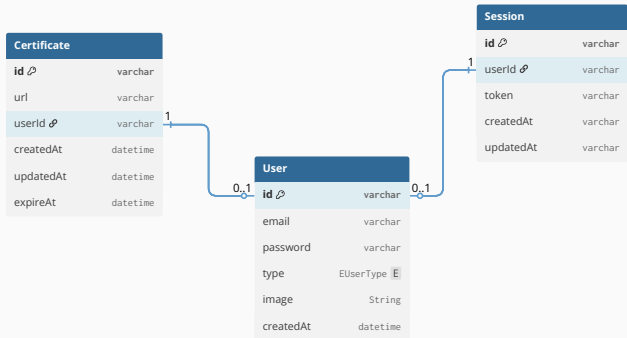 Certificate
id varchar
url varchar
userId varchar
createdAt datetime
updatedAt datetime
expireAt datetime
1
0..1
User
id varchar
email varchar
password varchar
type EUserType E
image String
createdAt datetime
0..1
1
Session
id varchar
userId varchar
token varchar
createdAt varchar
updatedAt varchar